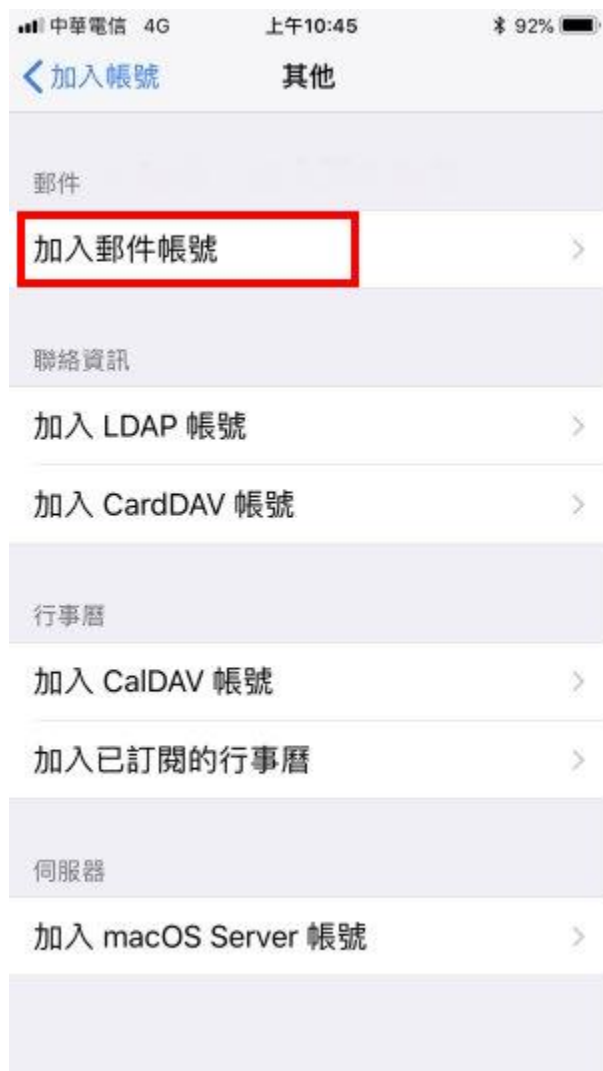 中華電信 4G 上午10:45 92%
加入帳號 其他
郵件
加入郵件帳號
聯絡資訊
加入 LDAP 帳號
加入 CardDAV 帳號
行事曆
加入 CalDAV 帳號
加入已訂閱的行事曆
伺服器
加入 macOS Server 帳號